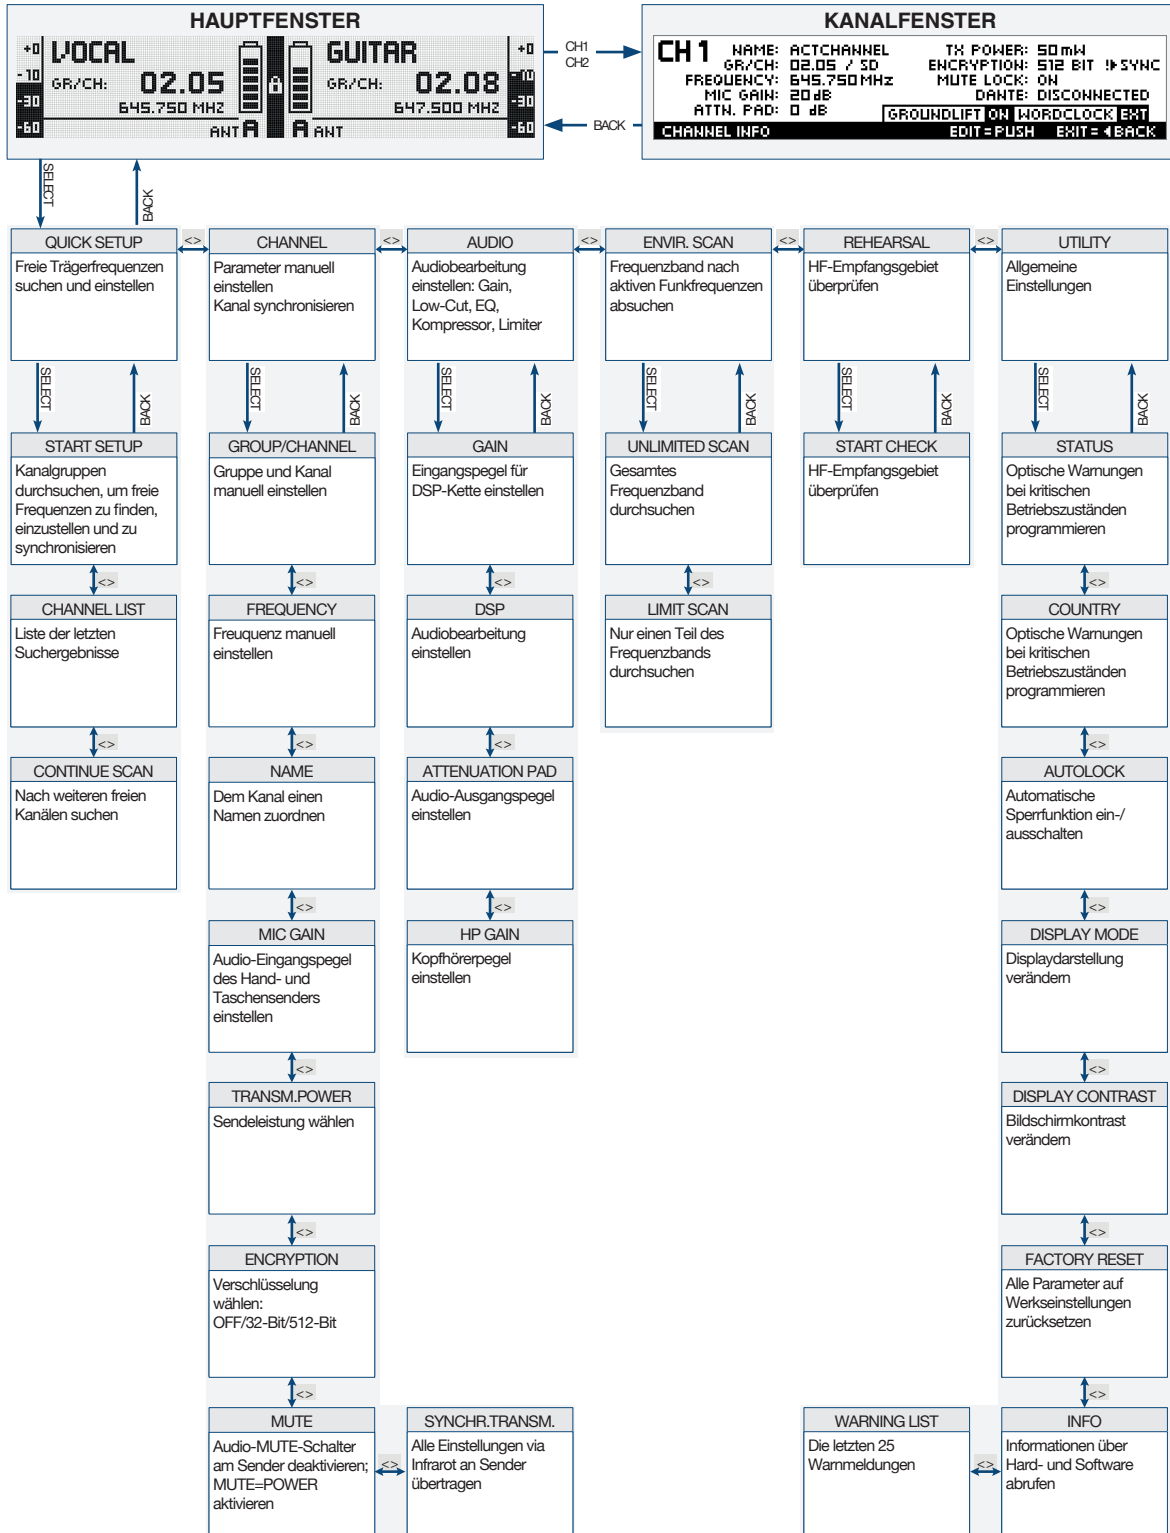 HAUPTFENSTER
+0 VOCAL GUITAR +0
-10 GR/CH: 02.05 GR/CH: 02.08 -10
-30 645.750 MHZ 647.500 MHZ -30
-60 ANT A A ANT -60
CH1
CH2
BACK
KANALFENSTER
CH 1 NAME: ACTCHANNEL TX POWER: 50 mW
GR/CH: 02.05 / SD ENCRYPTION: 512 BIT !▶SYNC
FREQUENCY: 645.750 MHz MUTE LOCK: ON
MIC GAIN: 20 dB DANTE: DISCONNECTED
ATTN. PAD: 0 dB GROUNDLIFT ON WORDCLOCK EXT
CHANNEL INFO EDIT = PUSH EXIT = ◀BACK
SELECT BACK
QUICK SETUP <> CHANNEL <> AUDIO <> ENVIR. SCAN <> REHEARSAL <> UTILITY
Freie Trägerfrequenzen
suchen und einstellen
Parameter manuell
einstellen
Kanal synchronisieren
Audiobearbeitung
einstellen: Gain,
Low-Cut, EQ,
Kompressor, Limiter
Frequenzband nach
aktiven Funkfrequenzen
absuchen
HF-Empfangsgebiet
überprüfen
Allgemeine
Einstellungen
SELECT BACK SELECT BACK SELECT BACK SELECT BACK SELECT BACK SELECT BACK
START SETUP
Kanalgruppen
durchsuchen, um freie
Frequenzen zu finden,
einzustellen und zu
synchronisieren
<>
CHANNEL LIST
Liste der letzten
Suchergebnisse
<>
CONTINUE SCAN
Nach weiteren freien
Kanälen suchen
GROUP/CHANNEL
Gruppe und Kanal
manuell einstellen
<>
FREQUENCY
Freuquenz manuell
einstellen
<>
NAME
Dem Kanal einen
Namen zuordnen
<>
MIC GAIN
Audio-Eingangspegel
des Hand- und
Taschensenders
einstellen
<>
TRANSM.POWER
Sendeleistung wählen
<>
ENCRYPTION
Verschlüsselung
wählen:
OFF/32-Bit/512-Bit
<>
MUTE
Audio-MUTE-Schalter
am Sender deaktivieren;
MUTE=POWER
aktivieren
<>
SYNCHR.TRANSM.
Alle Einstellungen via
Infrarot an Sender
übertragen
GAIN
Eingangspegel für
DSP-Kette einstellen
<>
DSP
Audiobearbeitung
einstellen
<>
ATTENUATION PAD
Audio-Ausgangspegel
einstellen
<>
HP GAIN
Kopfhörerpegel
einstellen
UNLIMITED SCAN
Gesamtes
Frequenzband
durchsuchen
<>
LIMIT SCAN
Nur einen Teil des
Frequenzbands
durchsuchen
START CHECK
HF-Empfangsgebiet
überprüfen
STATUS
Optische Warnungen
bei kritischen
Betriebszuständen
programmieren
<>
COUNTRY
Optische Warnungen
bei kritischen
Betriebszuständen
programmieren
<>
AUTOLOCK
Automatische
Sperrfunktion ein-/
ausschalten
<>
DISPLAY MODE
Displaydarstellung
verändern
<>
DISPLAY CONTRAST
Bildschirmkontrast
verändern
<>
FACTORY RESET
Alle Parameter auf
Werkseinstellungen
zurücksetzen
<>
INFO
Informationen über
Hard- und Software
abrufen
<>
WARNING LIST
Die letzten 25
Warnmeldungen